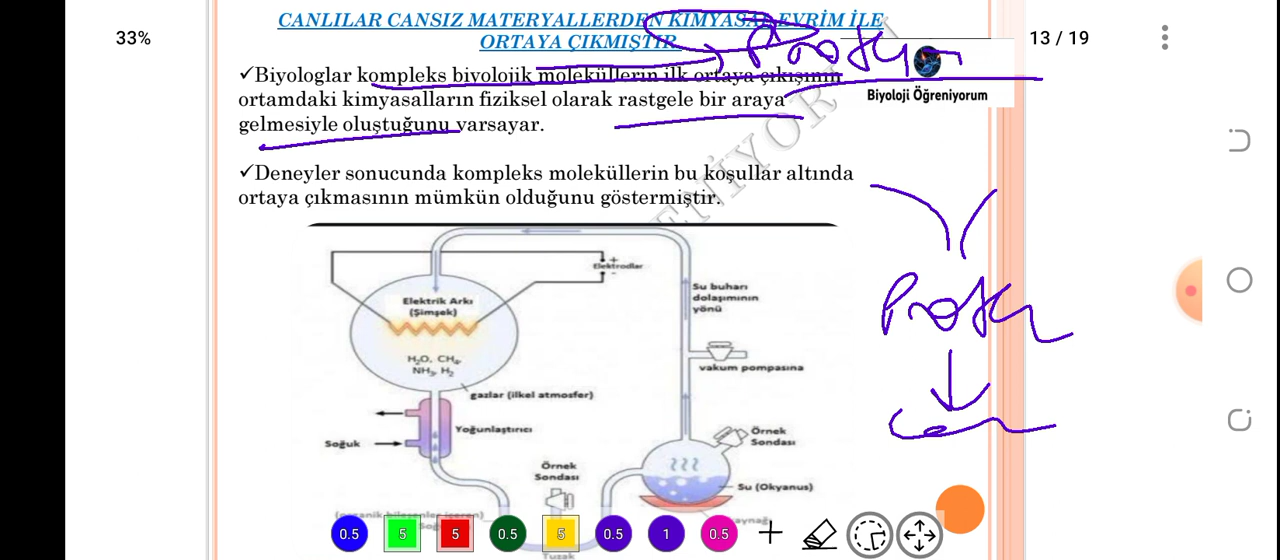 33%
CANLILAR CANSIZ MATERYALLERDEN KİMYASAL EVRİM İLE
ORTAYA ÇIKMIŞTIR
13 / 19
✓Biyologlar kompleks biyolojik moleküllerin ilk ortaya çıkışının
ortamdaki kimyasalların fiziksel olarak rastgele bir araya
gelmesiyle oluştuğunu varsayar.
Biyoloji Öğreniyorum
✓Deneyler sonucunda kompleks moleküllerin bu koşullar altında
ortaya çıkmasının mümkün olduğunu göstermiştir.
+
Elektrodlar
-
Elektrik Arkı
(Şimşek)
Su buharı
dolaşımının
yönü
H₂O, CH₄,
NH₃, H₂
vakum pompasına
gazlar (ilkel atmosfer)
Yoğunlaştırıcı
Soğuk
Örnek
Sondası
Örnek
Sondası
Su (Okyanus)
Tuzak
0.5
5
5
0.5
5
0.5
1
0.5